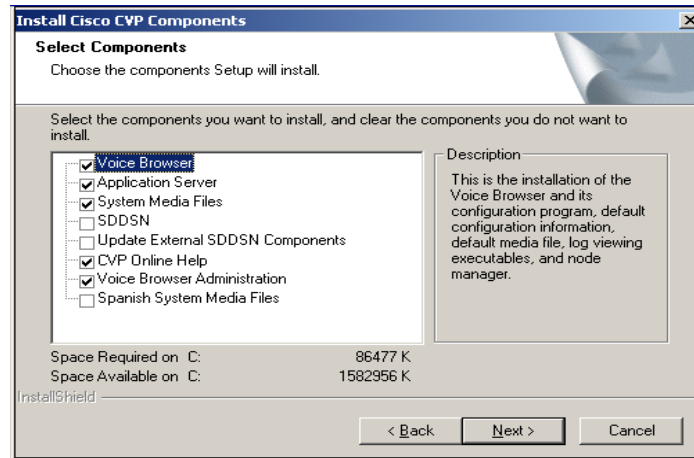 Install Cisco CVP Components
Select Components
Choose the components Setup will install.
Select the components you want to install, and clear the components you do not want to
install.
Voice Browser
Application Server
System Media Files
SDDSN
Update External SDDSN Components
CVP Online Help
Voice Browser Administration
Spanish System Media Files
Description
This is the installation of the
Voice Browser and its
configuration program, default
configuration information,
default media file, log viewing
executables, and node
manager.
Space Required on C: 86477 K
Space Available on C: 1582956 K
InstallShield
< Back
Next >
Cancel